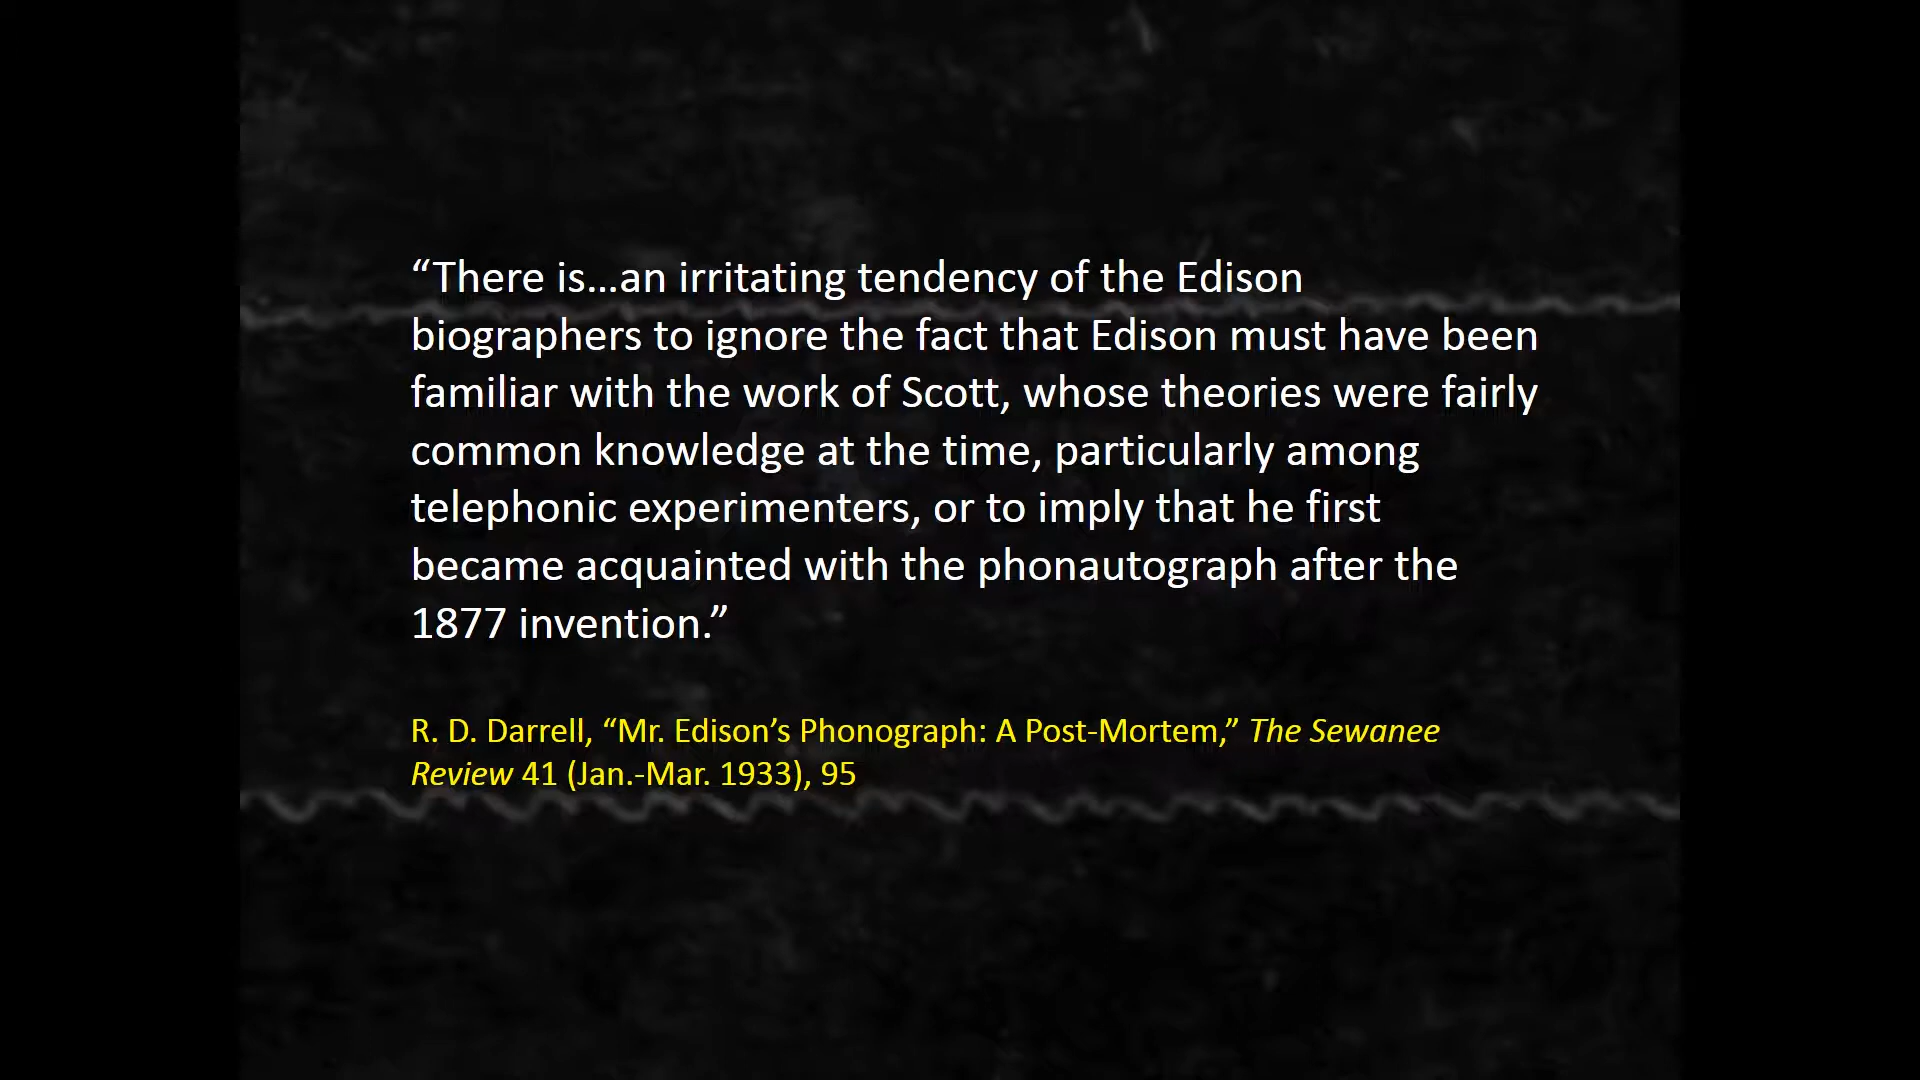 “There is…an irritating tendency of the Edison
biographers to ignore the fact that Edison must have been
familiar with the work of Scott, whose theories were fairly
common knowledge at the time, particularly among
telephonic experimenters, or to imply that he first
became acquainted with the phonautograph after the
1877 invention.”
R. D. Darrell, “Mr. Edison’s Phonograph: A Post-Mortem,” The Sewanee
Review 41 (Jan.-Mar. 1933), 95